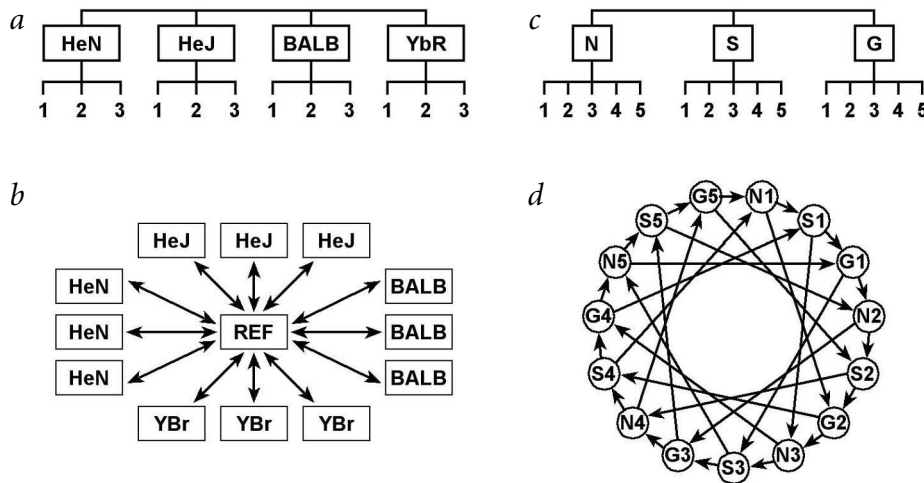 a
HeN HeJ BALB YbR
1 2 3 1 2 3 1 2 3 1 2 3
c
N S G
1 2 3 4 5 1 2 3 4 5 1 2 3 4 5
b
HeJ HeJ HeJ
HeN BALB
HeN REF BALB
HeN BALB
YBr YBr YBr
d
N1
S1
G1
N2
S2
G2
N3
S3
G3
N4
S4
G4
N5
S5
G5